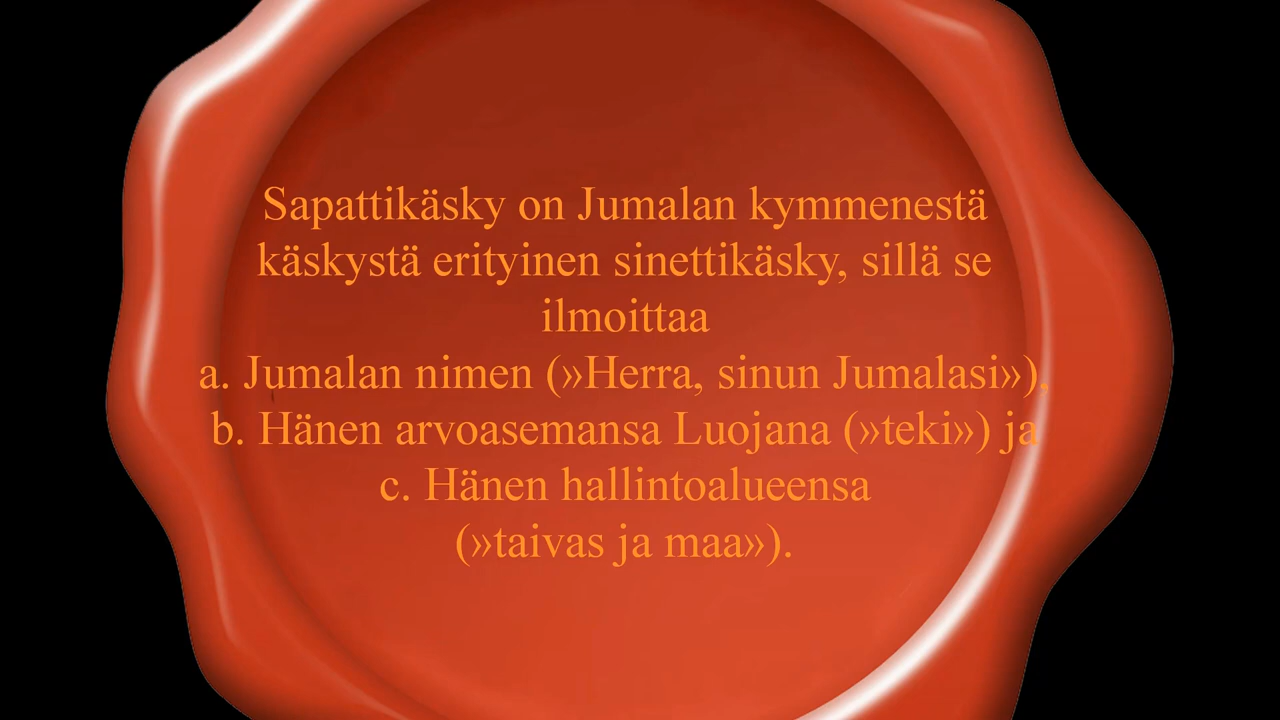 Sapattikäsky on Jumalan kymmenestä
käskystä erityinen sinettikäsky, sillä se
ilmoittaa
a. Jumalan nimen (»Herra, sinun Jumalasi»),
b. Hänen arvoasemansa Luojana (»teki») ja
c. Hänen hallintoalueensa
(»taivas ja maa»).